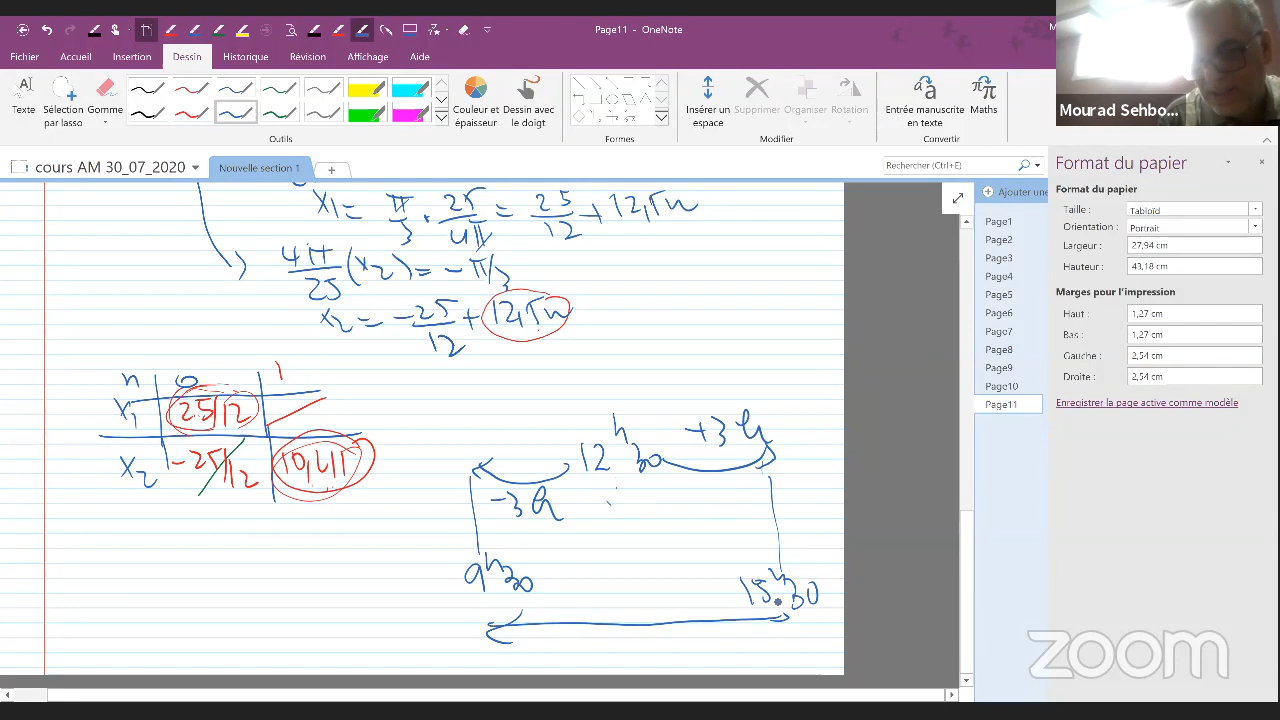 Page11 - OneNote
Fichier Accueil Insertion Dessin Historique Révision Affichage Aide
Texte Sélection par lasso Gomme Couleur et épaisseur Dessin avec le doigt Insérer un espace Supprimer Organiser Rotation Entrée manuscrite en texte Maths
Outils Formes Modifier Convertir
Mourad Sehbo...
cours AM 30_07_2020 Nouvelle section 1 +
Rechercher (Ctrl+E)
x1 = π/3 . 25/4π = 25/12 + 12,5n
4π/25 (x2) = - π/3
x2 = -25/12 + 12,5n
n 0 1
x1 25/12
x2 -25/12 10,411
12h30
+3h
-3h
9h30
15h30
Ajouter une
Page1
Page2
Page3
Page4
Page5
Page6
Page7
Page8
Page9
Page10
Page11
Format du papier
Format du papier
Taille : Tabloïd
Orientation : Portrait
Largeur : 27,94 cm
Hauteur : 43,18 cm
Marges pour l'impression
Haut : 1,27 cm
Bas : 1,27 cm
Gauche : 2,54 cm
Droite : 2,54 cm
Enregistrer la page active comme modèle
zoom